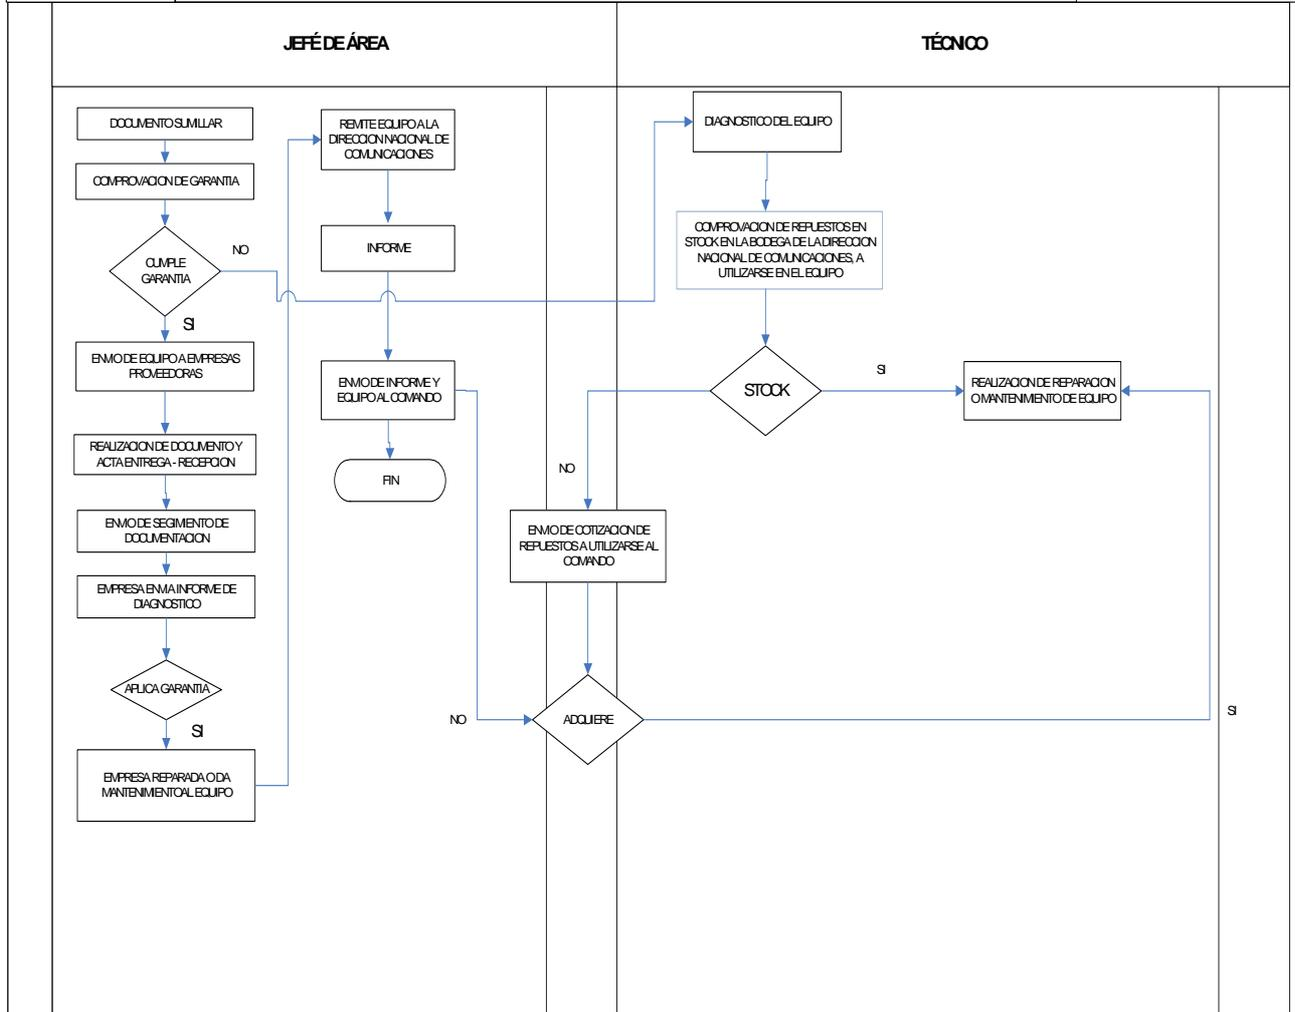 JEFÉ DE ÁREA
TÉCNICO
DOCUMENTO SUMILLAR
COMPROVACION DE GARANTIA
CUMPLE
GARANTIA
NO
SI
ENVIO DE EQUIPO A EMPRESAS
PROVEEDORAS
REALIZACION DE DOCUMENTO Y
ACTA ENTREGA - RECEPCION
ENVIO DE SEGIMIENTO DE
DOCUMENTACION
EMPRESA ENVIA INFORME DE
DIAGNOSTICO
APLICA GARANTIA
SI
EMPRESA REPARADA O DA
MANTENIMIENTO AL EQUIPO
REMITE EQUIPO A LA
DIRECCION NACIONAL DE
COMUNICACIONES
INFORME
ENVIO DE INFORME Y
EQUIPO AL COMANDO
FIN
NO
DIAGNOSTICO DEL EQUIPO
COMPROVACION DE REPUESTOS EN
STOCK EN LA BODEGA DE LA DIRECCION
NACIONAL DE COMUNICACIONES, A
UTILIZARSE EN EL EQUIPO
STOCK
SI
REALIZACION DE REPARACION
O MANTENIMIENTO DE EQUIPO
NO
ENVIO DE COTIZACION DE
REPUESTOS A UTILIZARSE AL
COMANDO
ADQUIERE
SI